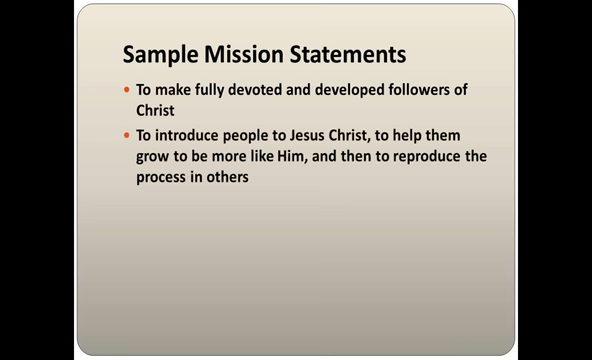 Sample Mission Statements
• To make fully devoted and developed followers of
Christ
• To introduce people to Jesus Christ, to help them
grow to be more like Him, and then to reproduce the
process in others